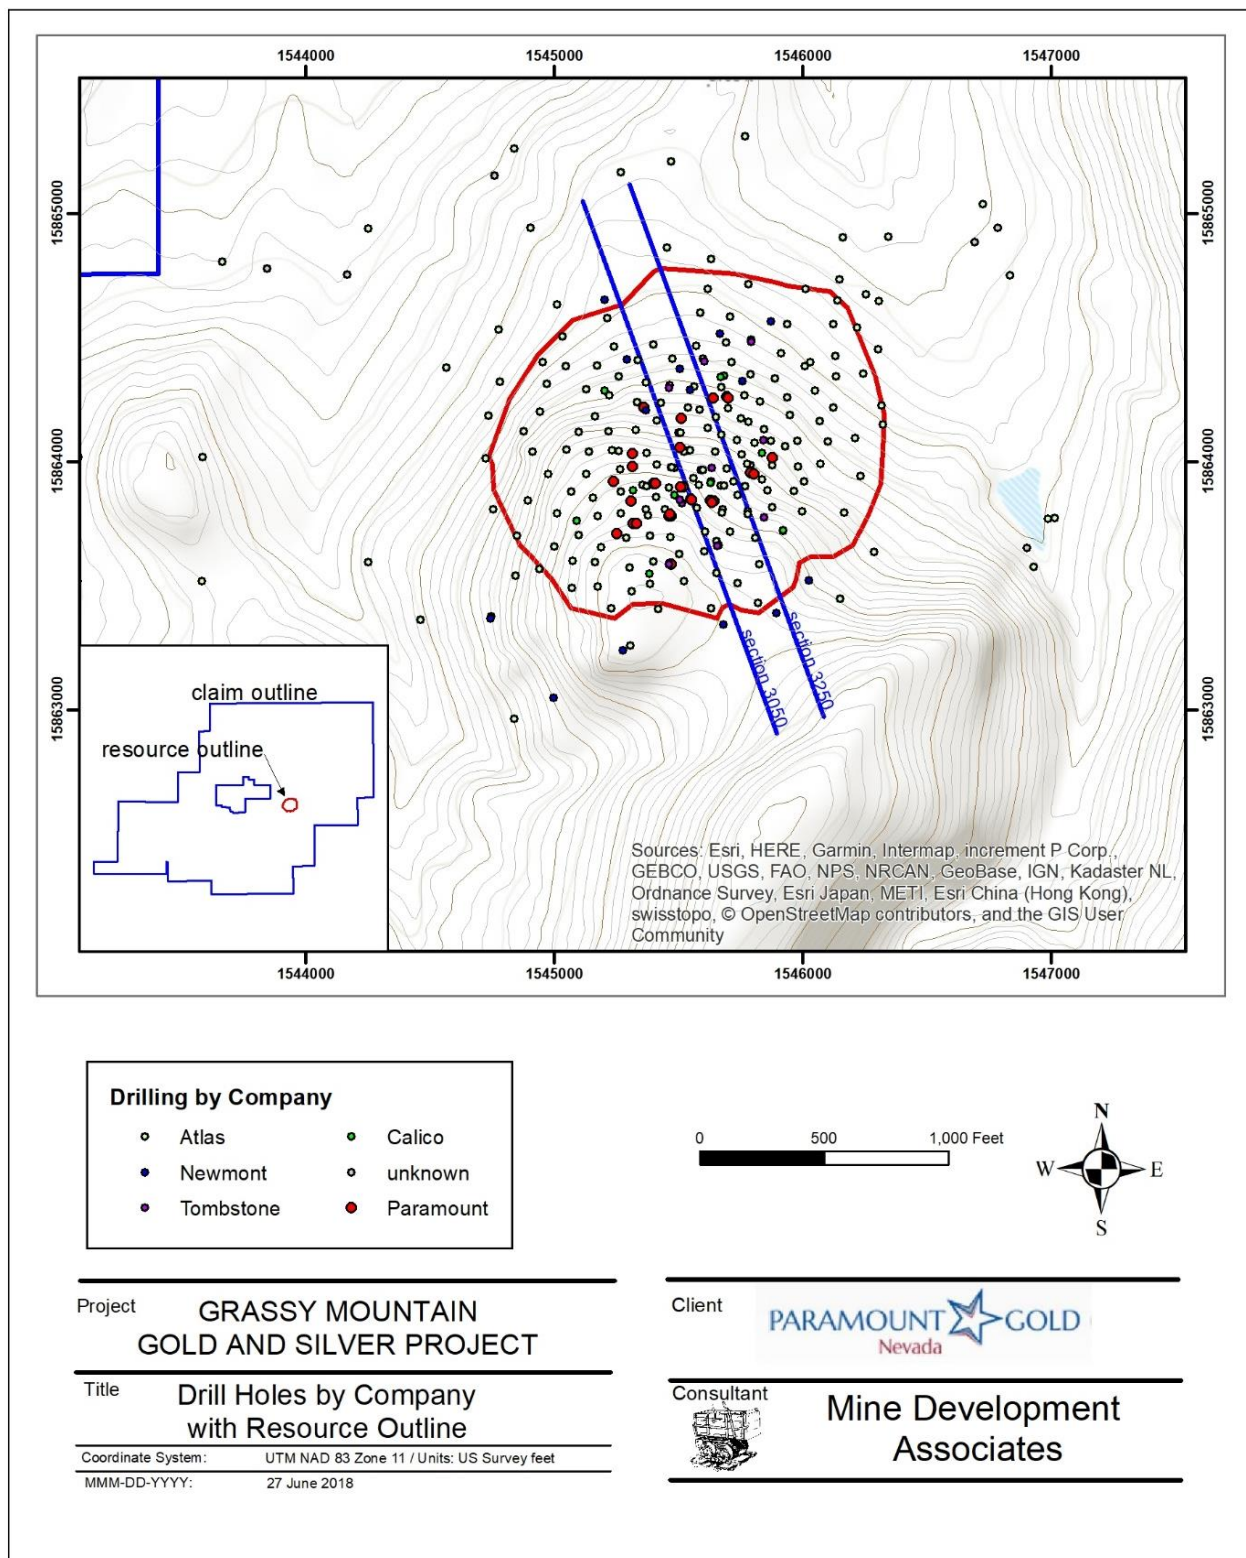 1544000
1545000
1546000
1547000
15865000
15865000
15864000
15864000
15863000
15863000
section 3050
section 3250
claim outline
resource outline
Sources: Esri, HERE, Garmin, Intermap, increment P Corp.,
GEBCO, USGS, FAO, NPS, NRCAN, GeoBase, IGN, Kadaster NL,
Ordnance Survey, Esri Japan, METI, Esri China (Hong Kong),
swisstopo, © OpenStreetMap contributors, and the GIS User
Community
1544000
1545000
1546000
1547000
Drilling by Company
Atlas
Calico
Newmont
unknown
Tombstone
Paramount
0 500 1,000 Feet
N
W E
S
Project
GRASSY MOUNTAIN
GOLD AND SILVER PROJECT
Title
Drill Holes by Company
with Resource Outline
Coordinate System: UTM NAD 83 Zone 11 / Units: US Survey feet
MMM-DD-YYYY: 27 June 2018
Client
PARAMOUNT GOLD
Nevada
Consultant
Mine Development
Associates